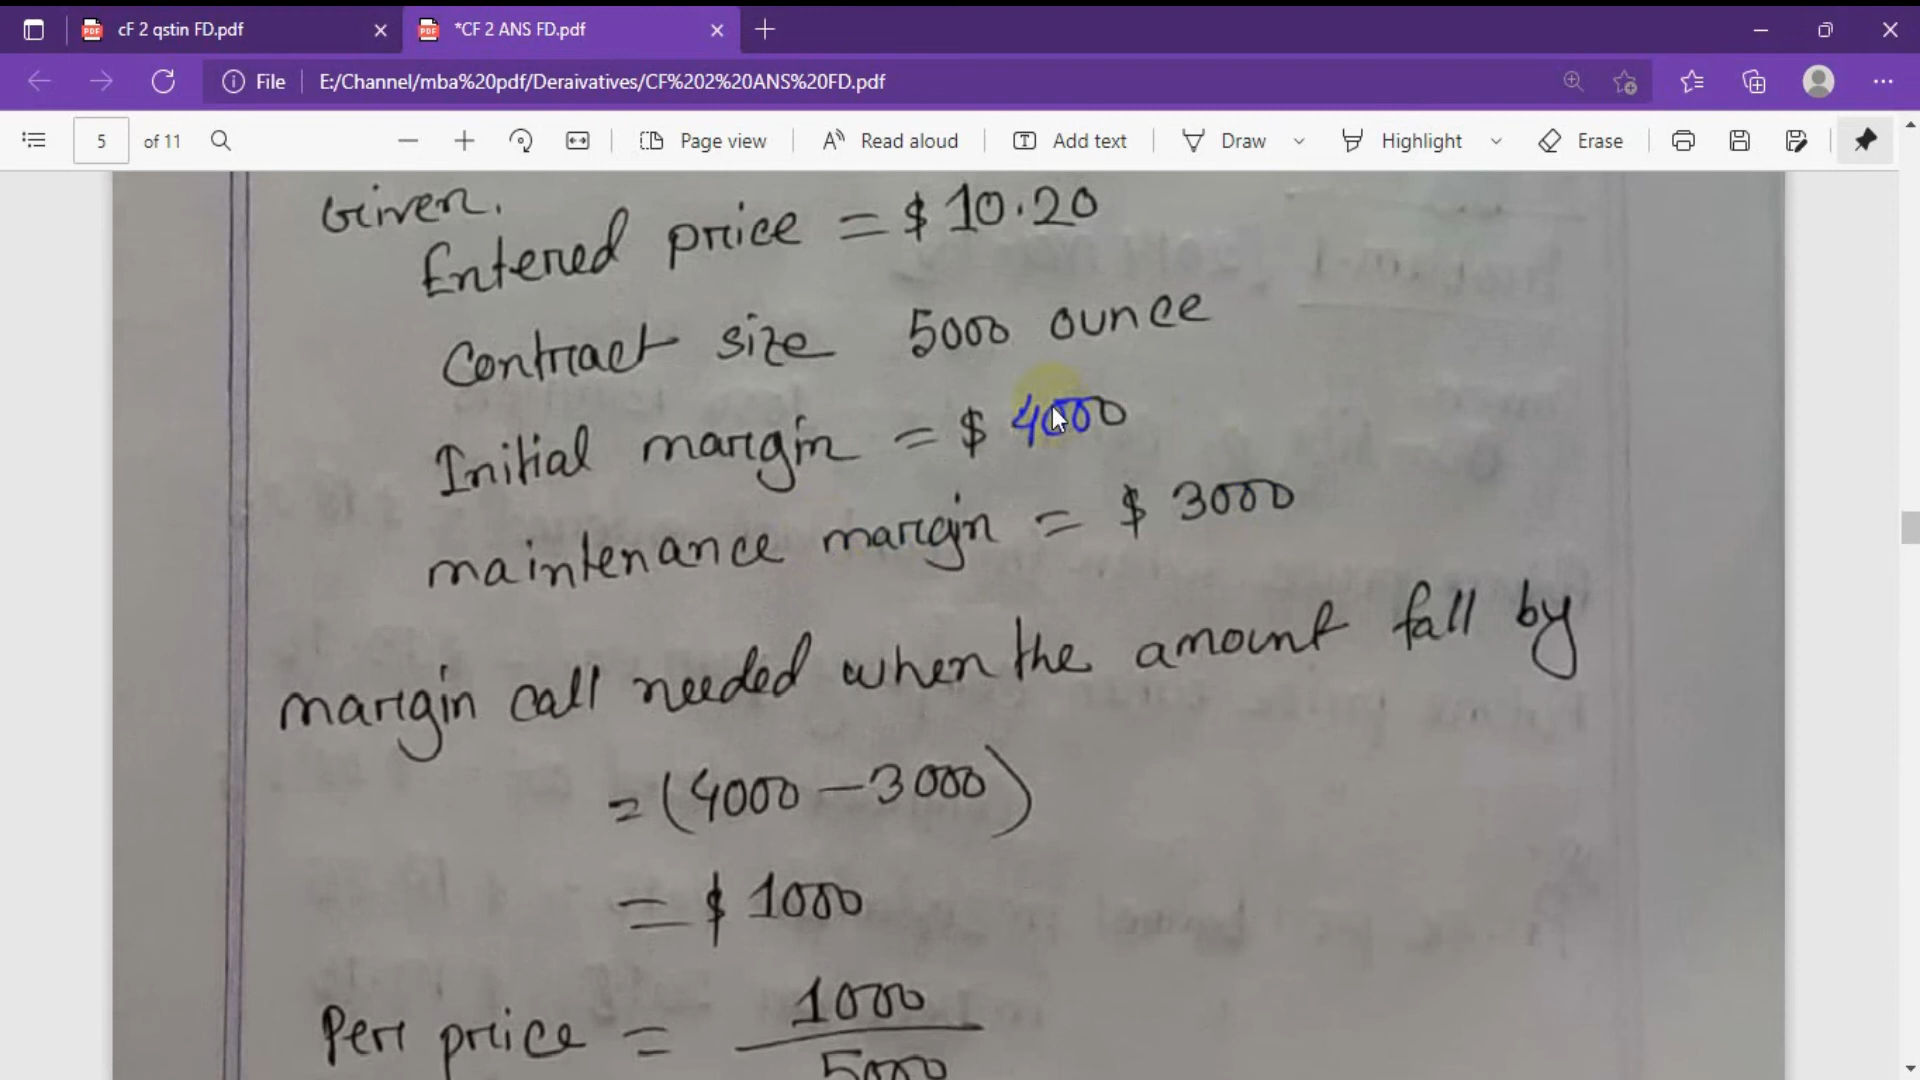 cF 2 qstin FD.pdf
*CF 2 ANS FD.pdf
File
E:/Channel/mba%20pdf/Deraivatives/CF%202%20ANS%20FD.pdf
5 of 11
Page view
Read aloud
Add text
Draw
Highlight
Erase
Given.
Entered price = $ 10.20
Contract size 5000 ounce
Initial margin = $ 4000
maintenance margin = $ 3000
margin call needed when the amount fall by
= (4000 - 3000)
= $ 1000
Per price = 1000
5000